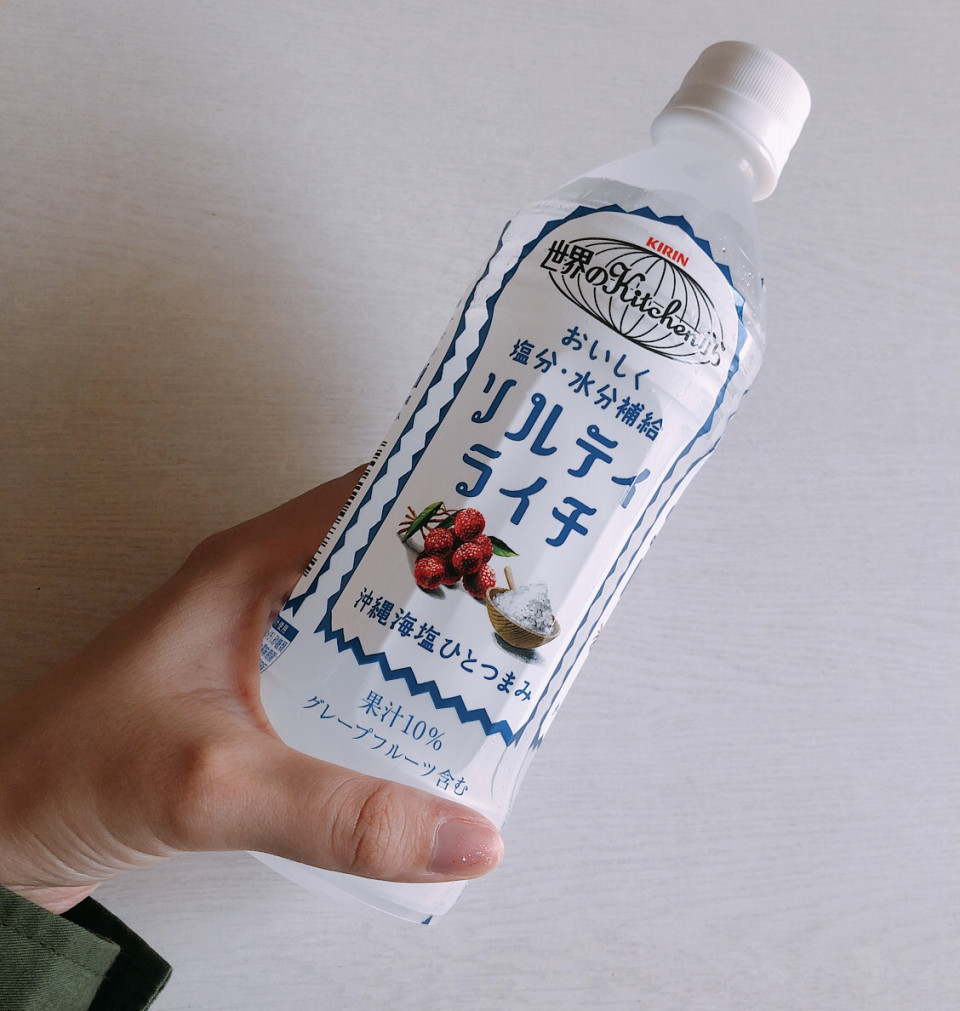 KIRIN
世界のKitchenから
おいしく
塩分・水分補給
ソルティ
ライチ
沖縄海塩ひとつまみ
果汁10%
グレープフルーツ含む